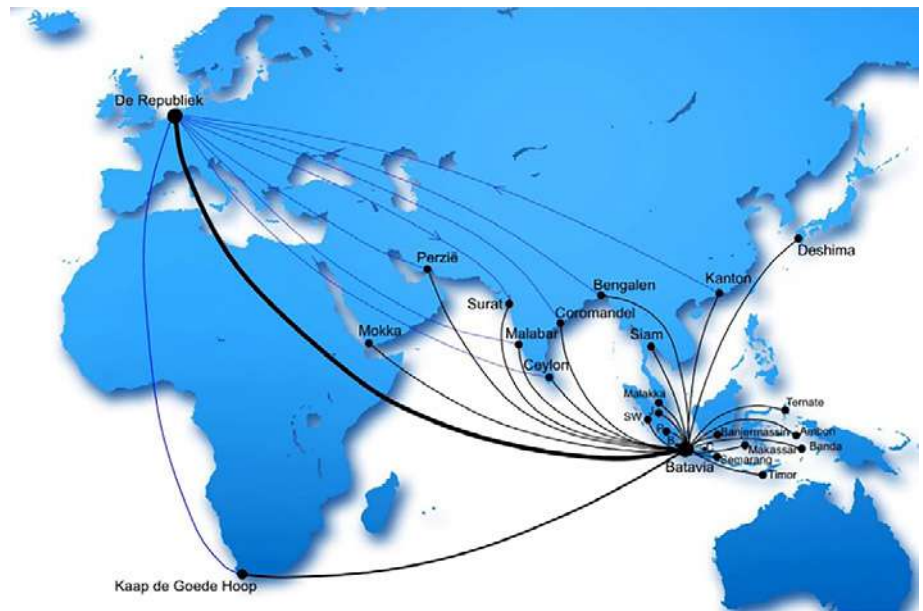 De Republiek
Deshima
Perzië
Bengalen
Kanton
Surat
Coromandel
Mokka
Malabar
Siam
Ceylon
Malakka
Ternate
SW
Banjermassin
Ambon
P
Makassar
Banda
Semarang
Batavia
Timor
Kaap de Goede Hoop